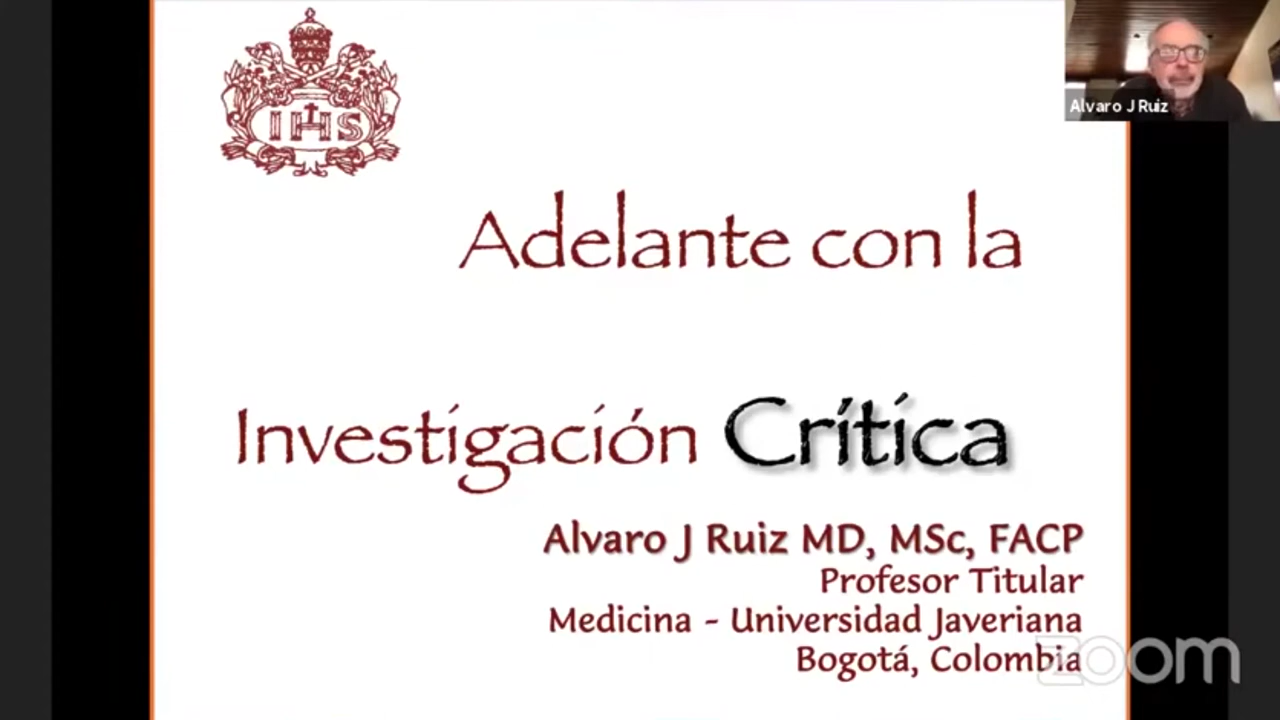 IHS
Alvaro J Ruiz
Adelante con la
Investigación Crítica
Alvaro J Ruiz MD, MSc, FACP
Profesor Titular
Medicina - Universidad Javeriana
Bogotá, Colombia
zoom